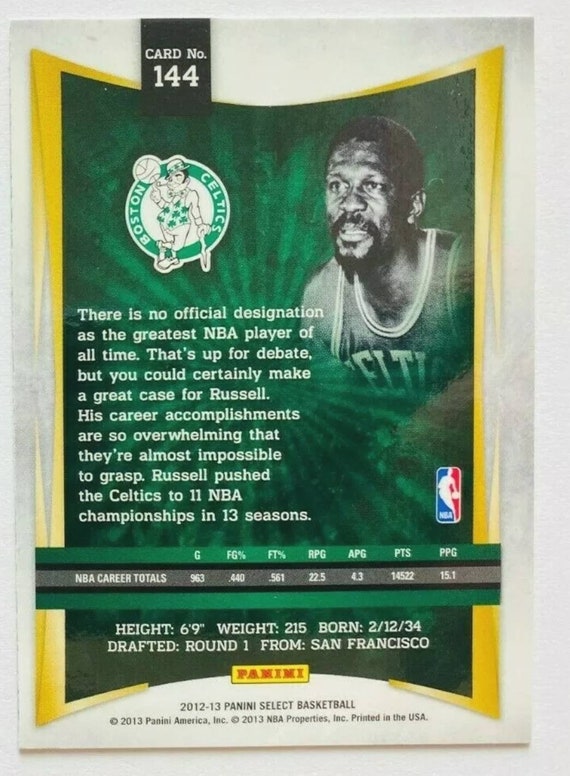 CARD No.
144
BOSTON CELTICS
There is no official designation
as the greatest NBA player of
all time. That's up for debate,
but you could certainly make
a great case for Russell.
His career accomplishments
are so overwhelming that
they're almost impossible
to grasp. Russell pushed
the Celtics to 11 NBA
championships in 13 seasons.
CELTI
NBA
G FG% FT% RPG APG PTS PPG
NBA CAREER TOTALS 963 .440 .561 22.5 4.3 14522 15.1
HEIGHT: 6'9" WEIGHT: 215 BORN: 2/12/34
DRAFTED: ROUND 1 FROM: SAN FRANCISCO
PANINI
2012-13 PANINI SELECT BASKETBALL
© 2013 Panini America, Inc. © 2013 NBA Properties, Inc. Printed in the USA.